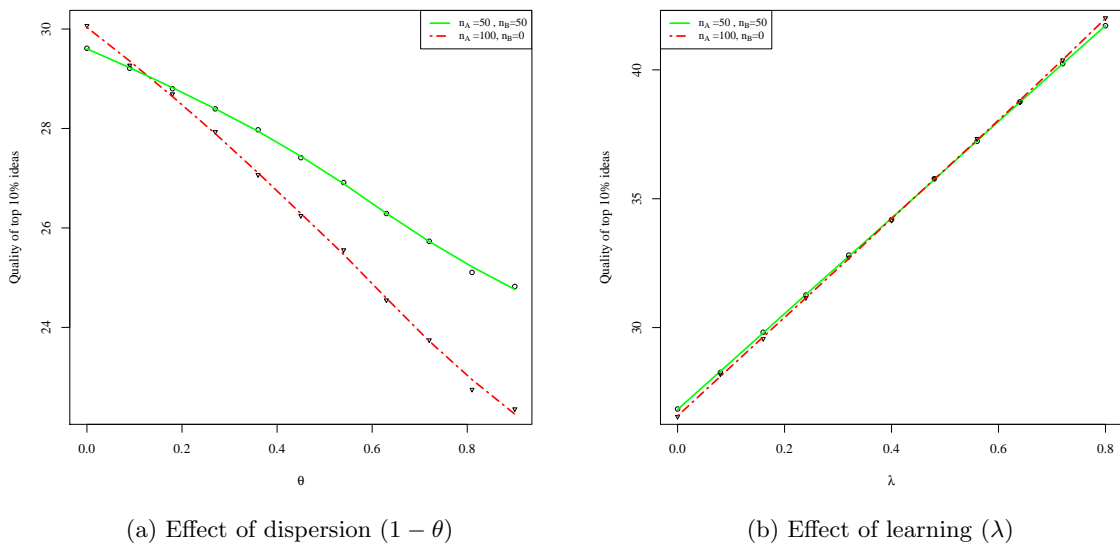 30
28
26
24
Quality of top 10% ideas
n_A =50 , n_B=50
n_A =100, n_B=0
0.0 0.2 0.4 0.6 0.8
θ
(a) Effect of dispersion (1 − θ)
40
35
30
Quality of top 10% ideas
n_A =50 , n_B=50
n_A =100, n_B=0
0.0 0.2 0.4 0.6 0.8
λ
(b) Effect of learning (λ)